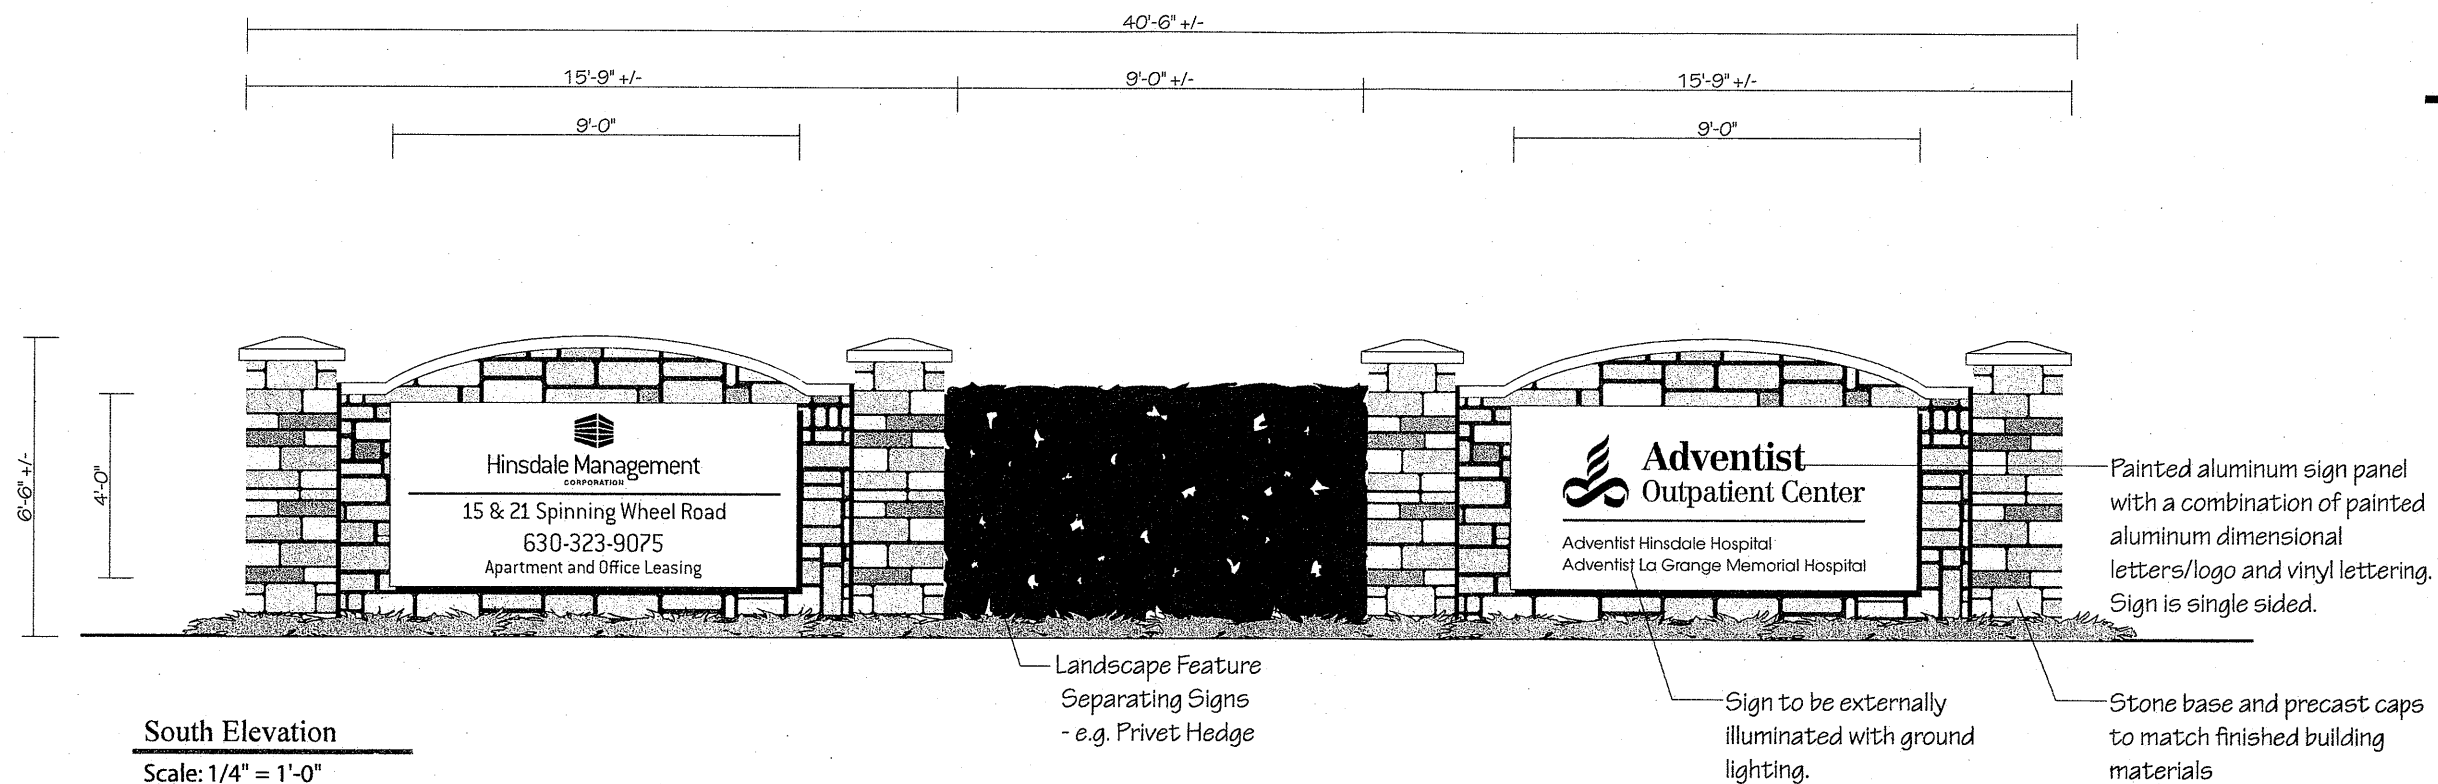 40'-6" +/-
15'-9" +/-
9'-0" +/-
15'-9" +/-
9'-0"
9'-0"
6'-6" +/-
4'-0"
Hinsdale Management
CORPORATION
15 & 21 Spinning Wheel Road
630-323-9075
Apartment and Office Leasing
Adventist
Outpatient Center
Adventist Hinsdale Hospital
Adventist La Grange Memorial Hospital
Painted aluminum sign panel
with a combination of painted
aluminum dimensional
letters/logo and vinyl lettering.
Sign is single sided.
Landscape Feature
Separating Signs
- e.g. Privet Hedge
Sign to be externally
illuminated with ground
lighting.
Stone base and precast caps
to match finished building
materials
South Elevation
Scale: 1/4" = 1'-0"